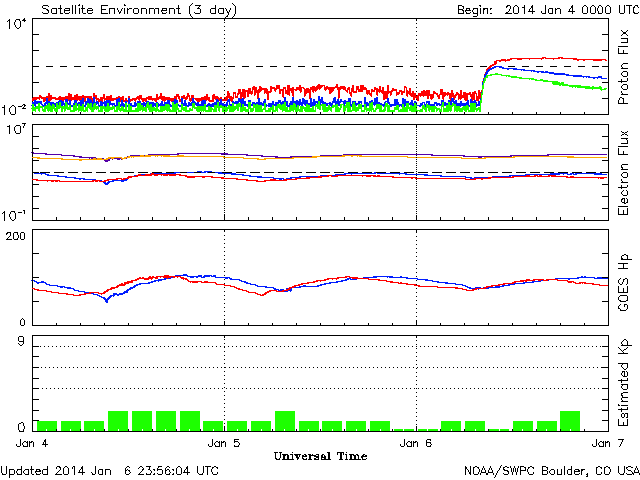 Satellite Environment (3 day) Begin: 2014 Jan 4 0000 UTC
10^4
Proton Flux
10^-2
10^7
Electron Flux
10^-1
200
GOES Hp
0
9
Estimated Kp
0
Jan 4 Jan 5 Jan 6 Jan 7
Universal Time
Updated 2014 Jan 6 23:56:04 UTC NOAA/SWPC Boulder, CO USA